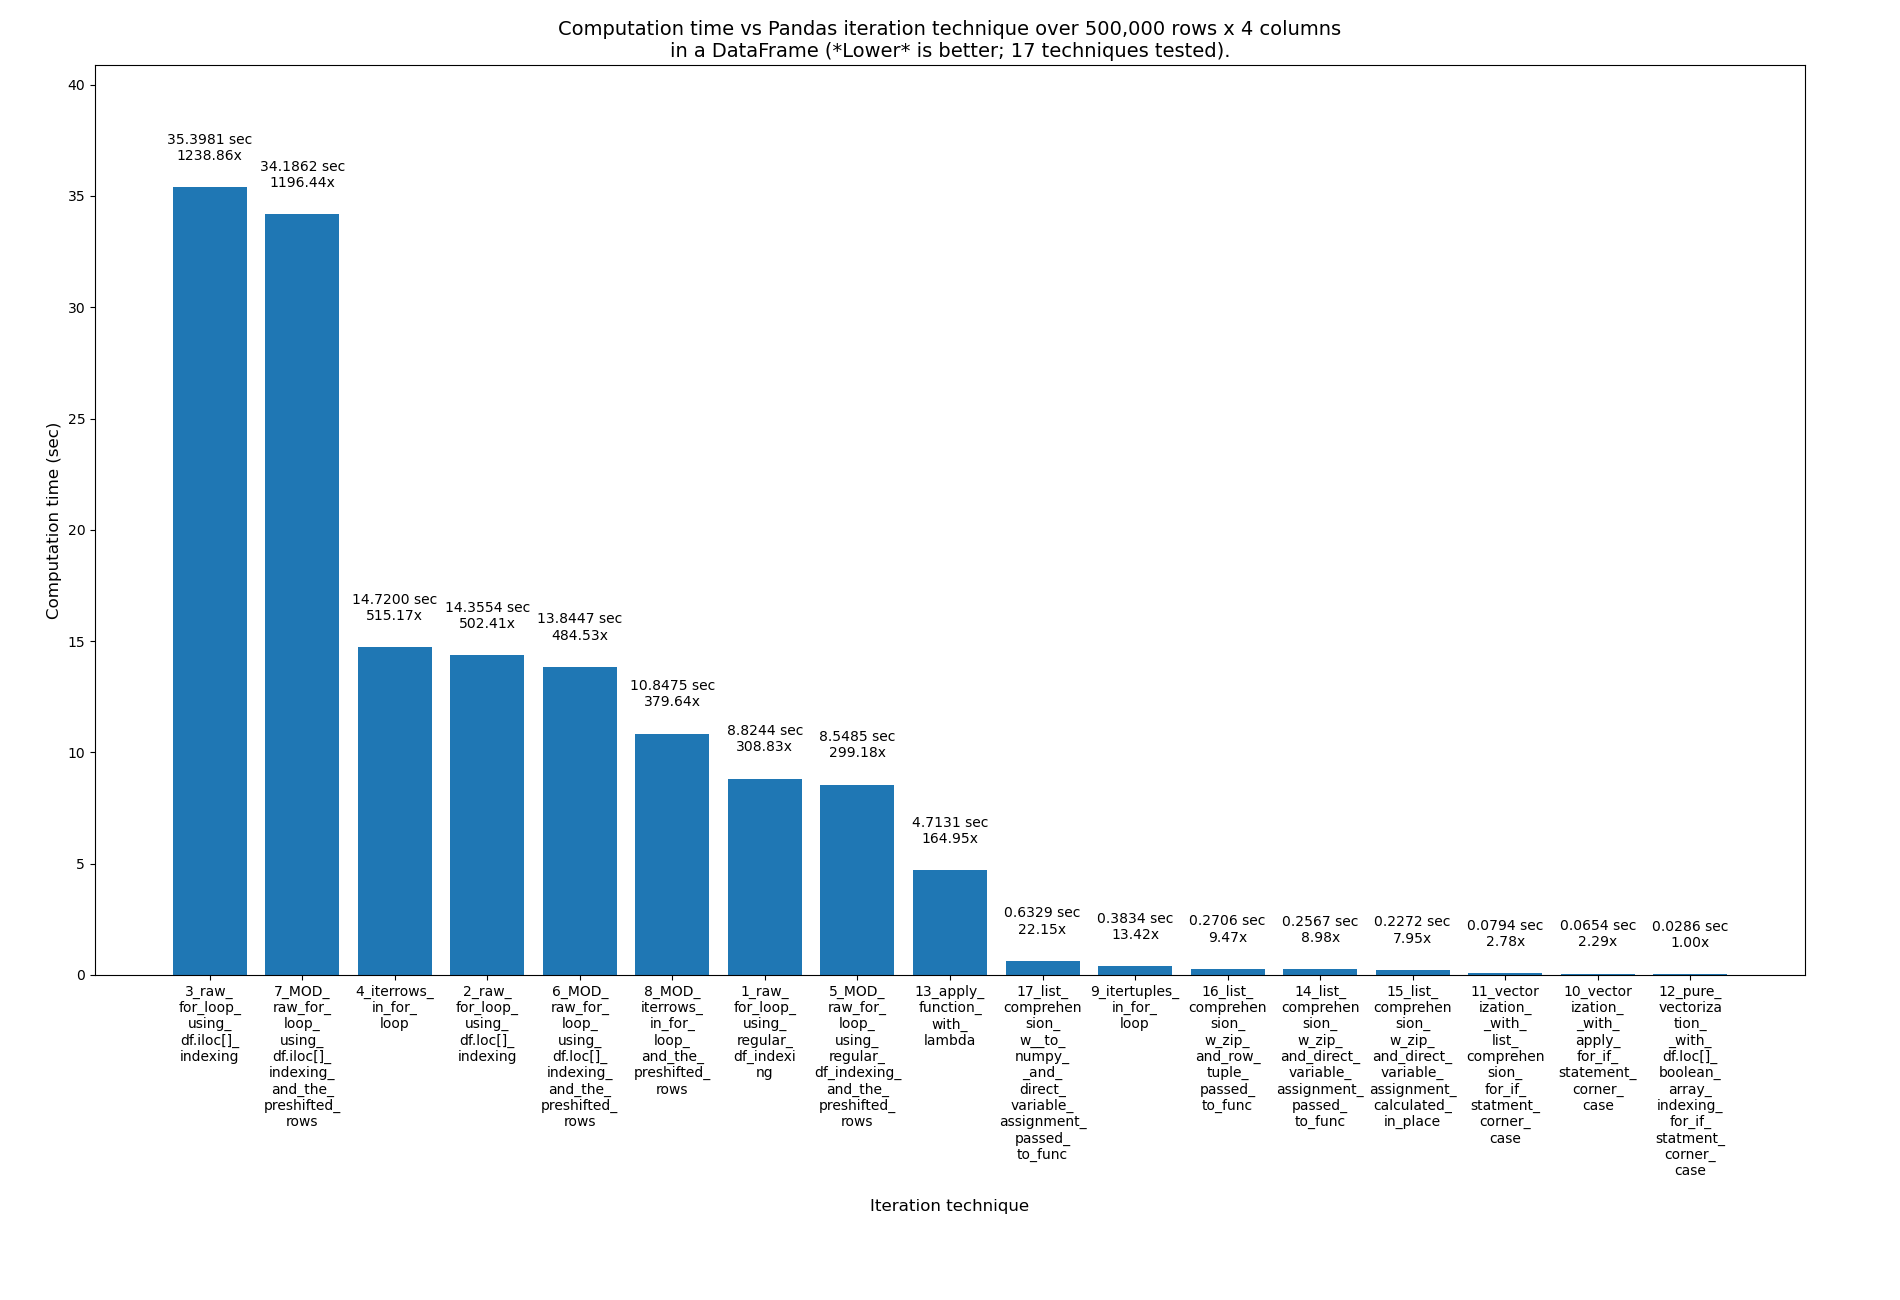 Computation time vs Pandas iteration technique over 500,000 rows x 4 columns
in a DataFrame (*Lower* is better; 17 techniques tested).
Computation time (sec)
40
35
30
25
20
15
10
5
0
35.3981 sec
1238.86x
34.1862 sec
1196.44x
14.7200 sec
515.17x
14.3554 sec
502.41x
13.8447 sec
484.53x
10.8475 sec
379.64x
8.8244 sec
308.83x
8.5485 sec
299.18x
4.7131 sec
164.95x
0.6329 sec
22.15x
0.3834 sec
13.42x
0.2706 sec
9.47x
0.2567 sec
8.98x
0.2272 sec
7.95x
0.0794 sec
2.78x
0.0654 sec
2.29x
0.0286 sec
1.00x
3_raw_
for_loop_
using_
df.iloc[]_
indexing
7_MOD_
raw_for_
loop_
using_
df.iloc[]_
indexing_
and_the_
preshifted_
rows
4_iterrows_
in_for_
loop
2_raw_
for_loop_
using_
df.loc[]_
indexing
6_MOD_
raw_for_
loop_
using_
df.loc[]_
indexing_
and_the_
preshifted_
rows
8_MOD_
iterrows_
in_for_
loop_
and_the_
preshifted_
rows
1_raw_
for_loop_
using_
regular_
df_indexi
ng
5_MOD_
raw_for_
loop_
using_
regular_
df_indexing_
and_the_
preshifted_
rows
13_apply_
function_
with_
lambda
17_list_
comprehen
sion_
w__to_
numpy_
_and_
direct_
variable_
assignment_
passed_
to_func
9_itertuples_
in_for_
loop
16_list_
comprehen
sion_
w_zip_
and_row_
tuple_
passed_
to_func
14_list_
comprehen
sion_
w_zip_
and_direct_
variable_
assignment_
passed_
to_func
15_list_
comprehen
sion_
w_zip_
and_direct_
variable_
assignment_
calculated_
in_place
11_vector
ization_
_with_
list_
comprehen
sion_
for_if_
statment_
corner_
case
10_vector
ization_
_with_
apply_
for_if_
statement_
corner_
case
12_pure_
vectoriza
tion_
_with_
df.loc[]_
boolean_
array_
indexing_
for_if_
statment_
corner_
case
Iteration technique